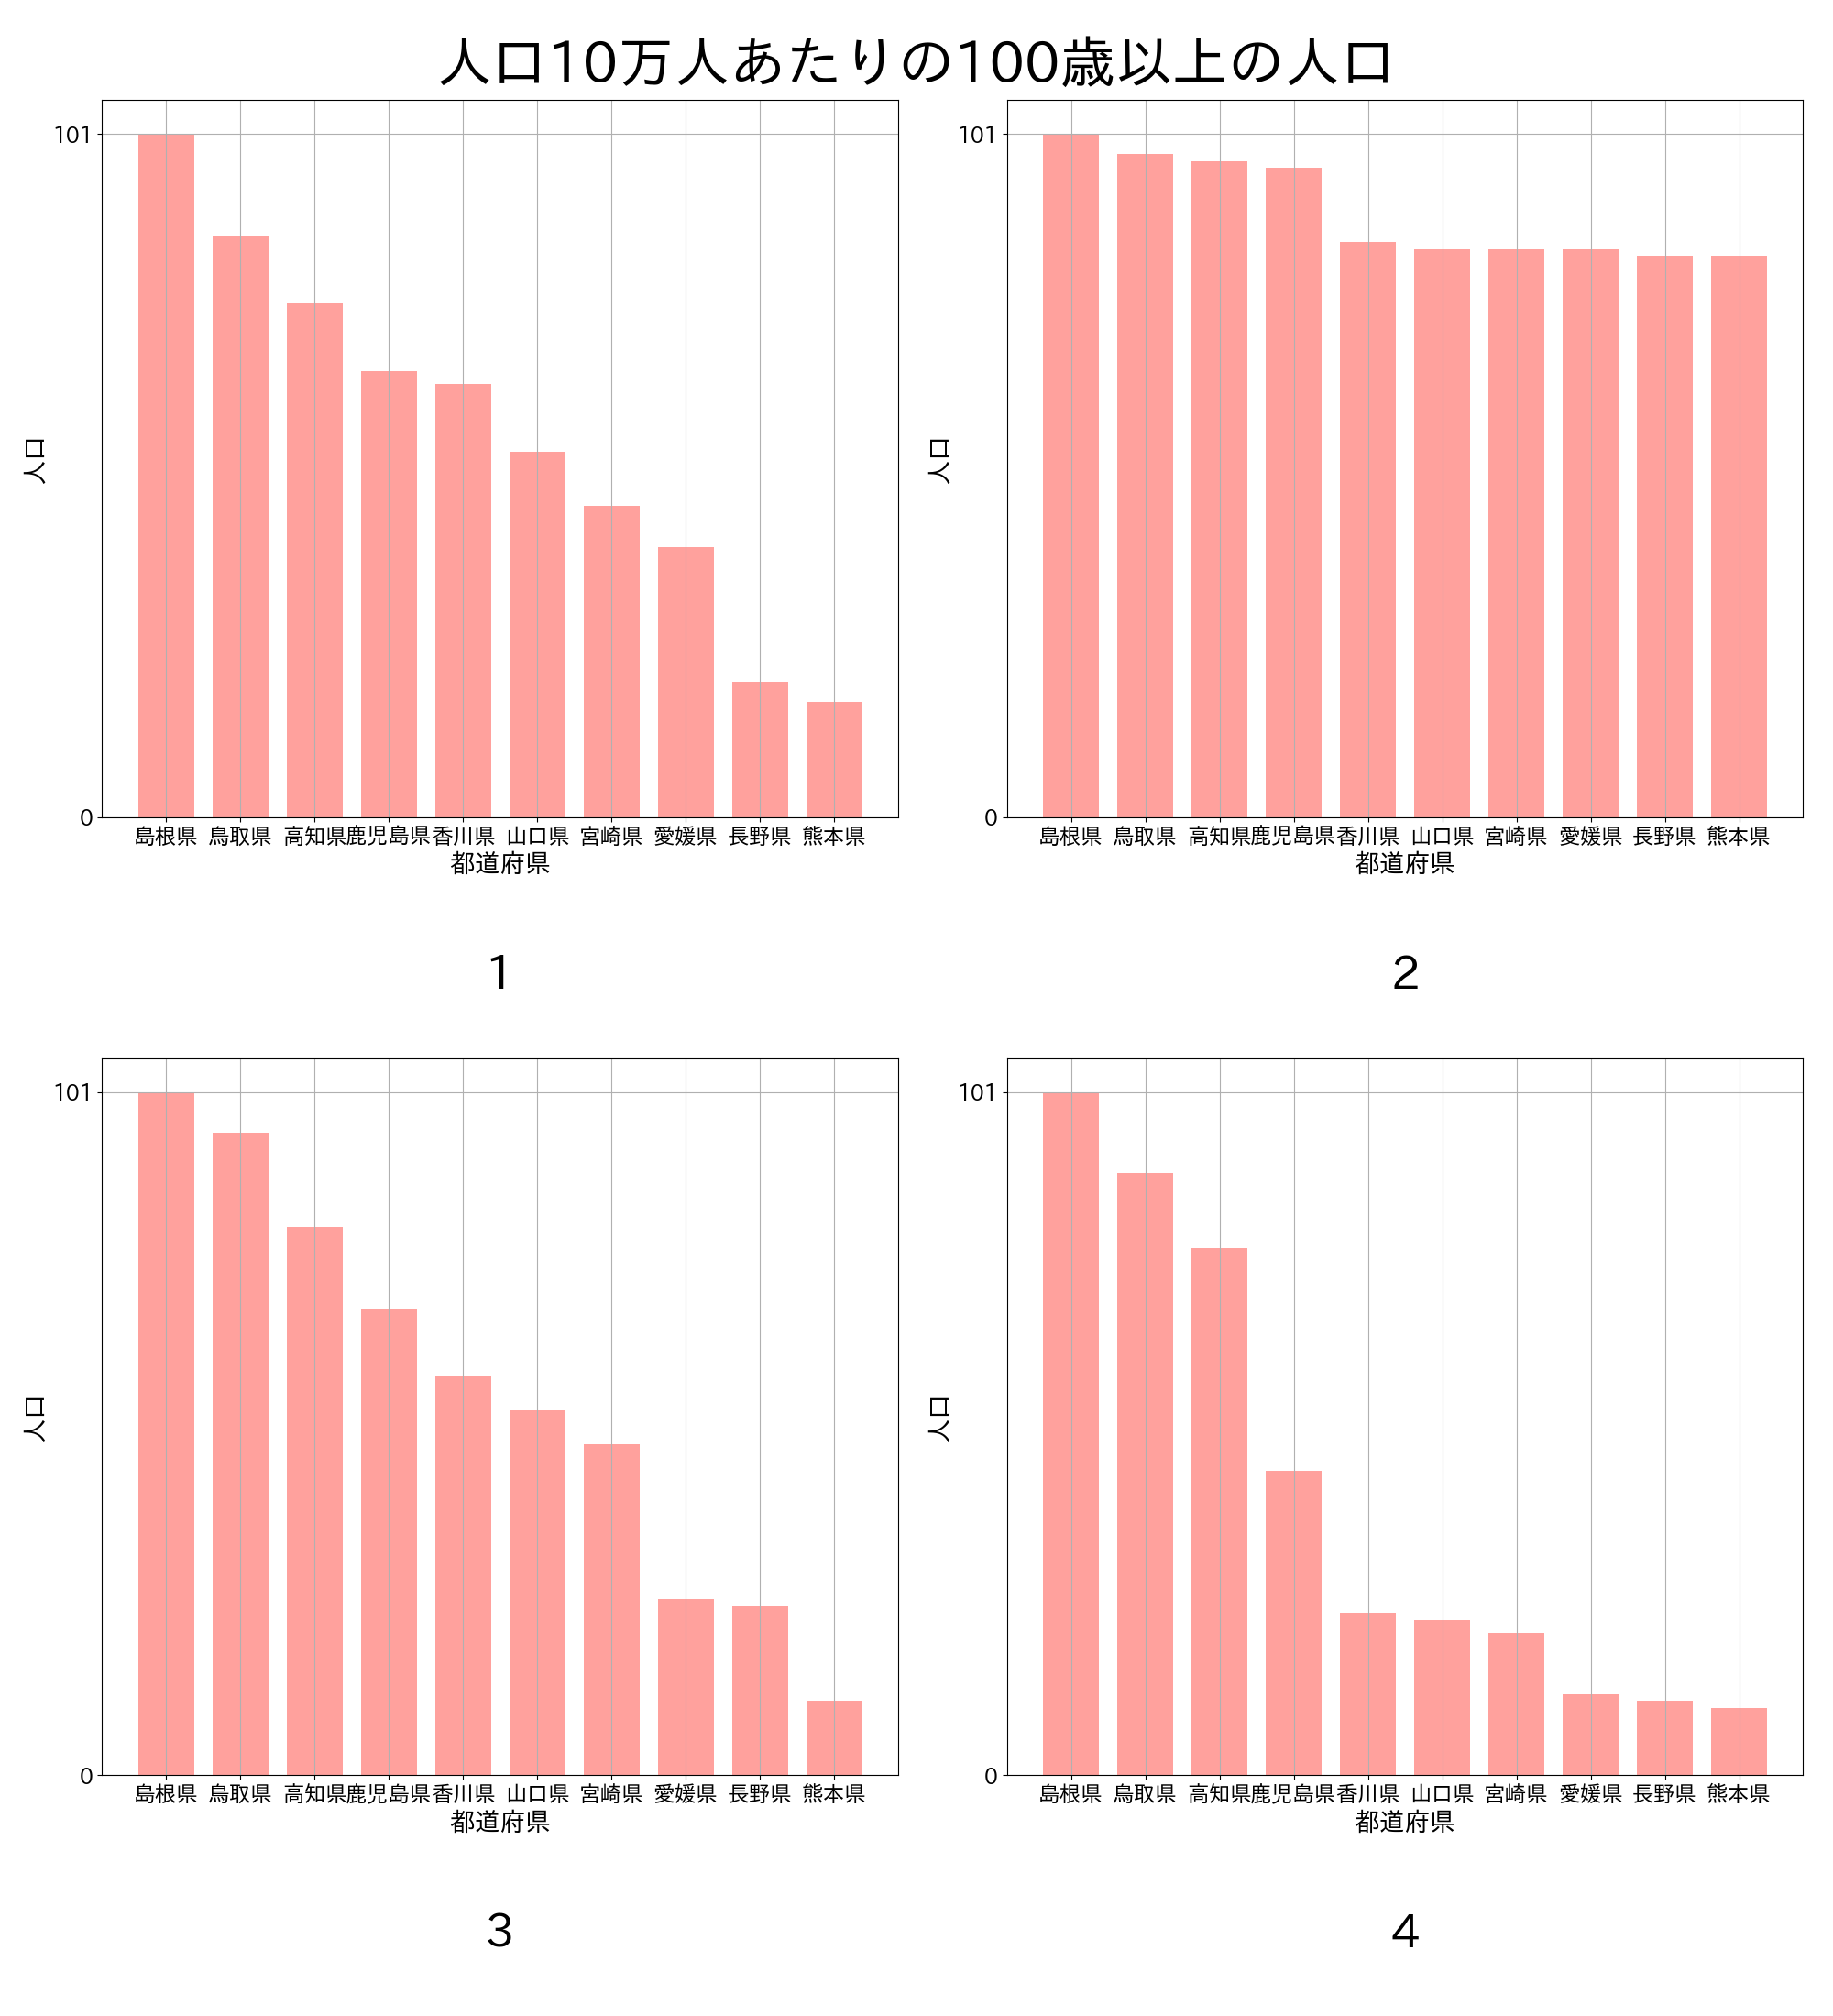 人口10万人あたりの100歳以上の人口
101
0
人口
島根県 鳥取県 高知県 鹿児島県 香川県 山口県 宮崎県 愛媛県 長野県 熊本県
都道府県
1
101
0
人口
島根県 鳥取県 高知県 鹿児島県 香川県 山口県 宮崎県 愛媛県 長野県 熊本県
都道府県
2
101
0
人口
島根県 鳥取県 高知県 鹿児島県 香川県 山口県 宮崎県 愛媛県 長野県 熊本県
都道府県
3
101
0
人口
島根県 鳥取県 高知県 鹿児島県 香川県 山口県 宮崎県 愛媛県 長野県 熊本県
都道府県
4